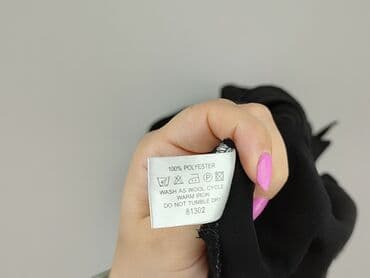 100% POLYESTER
WASH AS WOOL CYCLE
WARM IRON
DO NOT TUMBLE DRY
81302